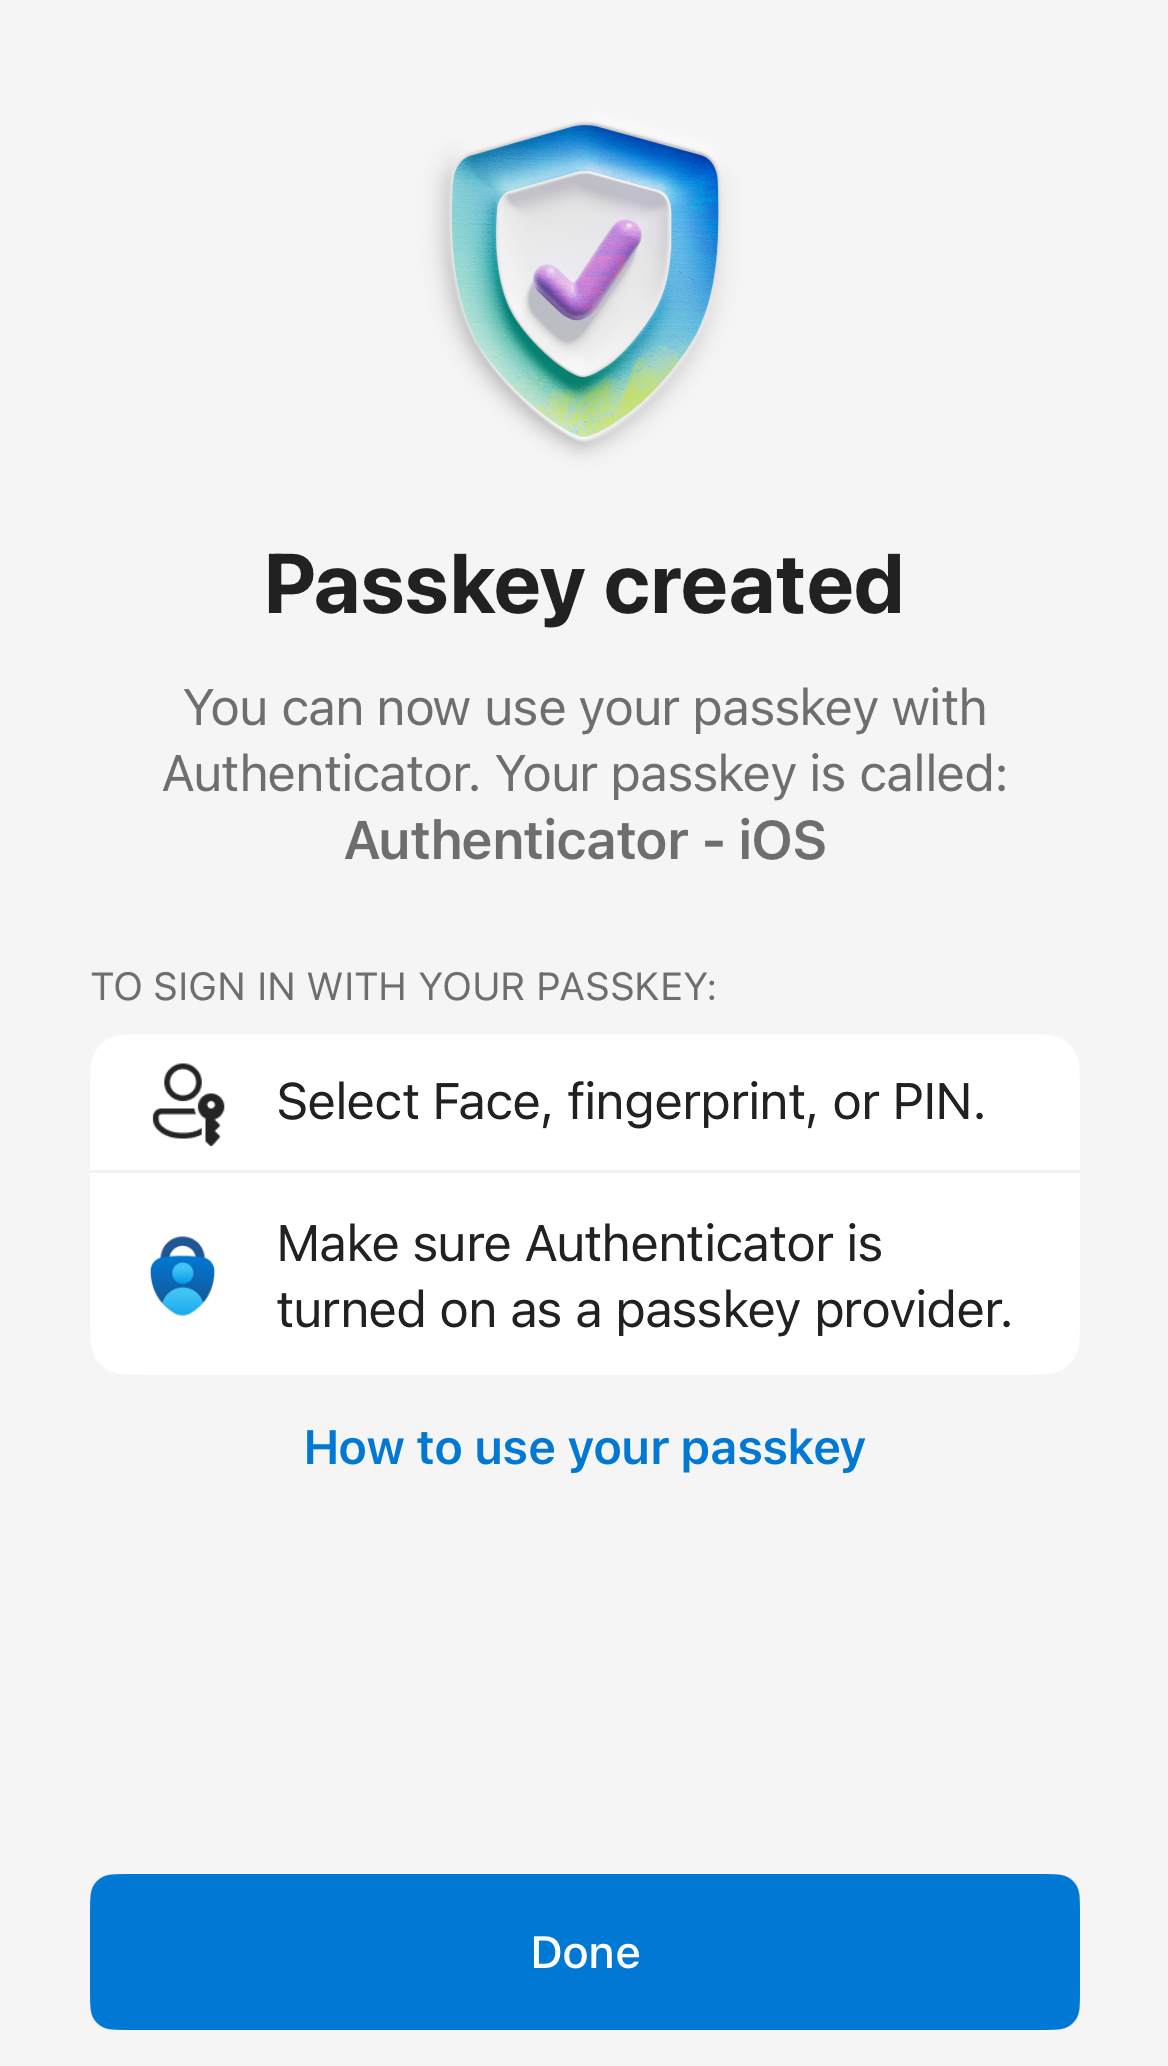 Passkey created
You can now use your passkey with
Authenticator. Your passkey is called:
Authenticator - iOS
TO SIGN IN WITH YOUR PASSKEY:
Select Face, fingerprint, or PIN.
Make sure Authenticator is
turned on as a passkey provider.
How to use your passkey
Done